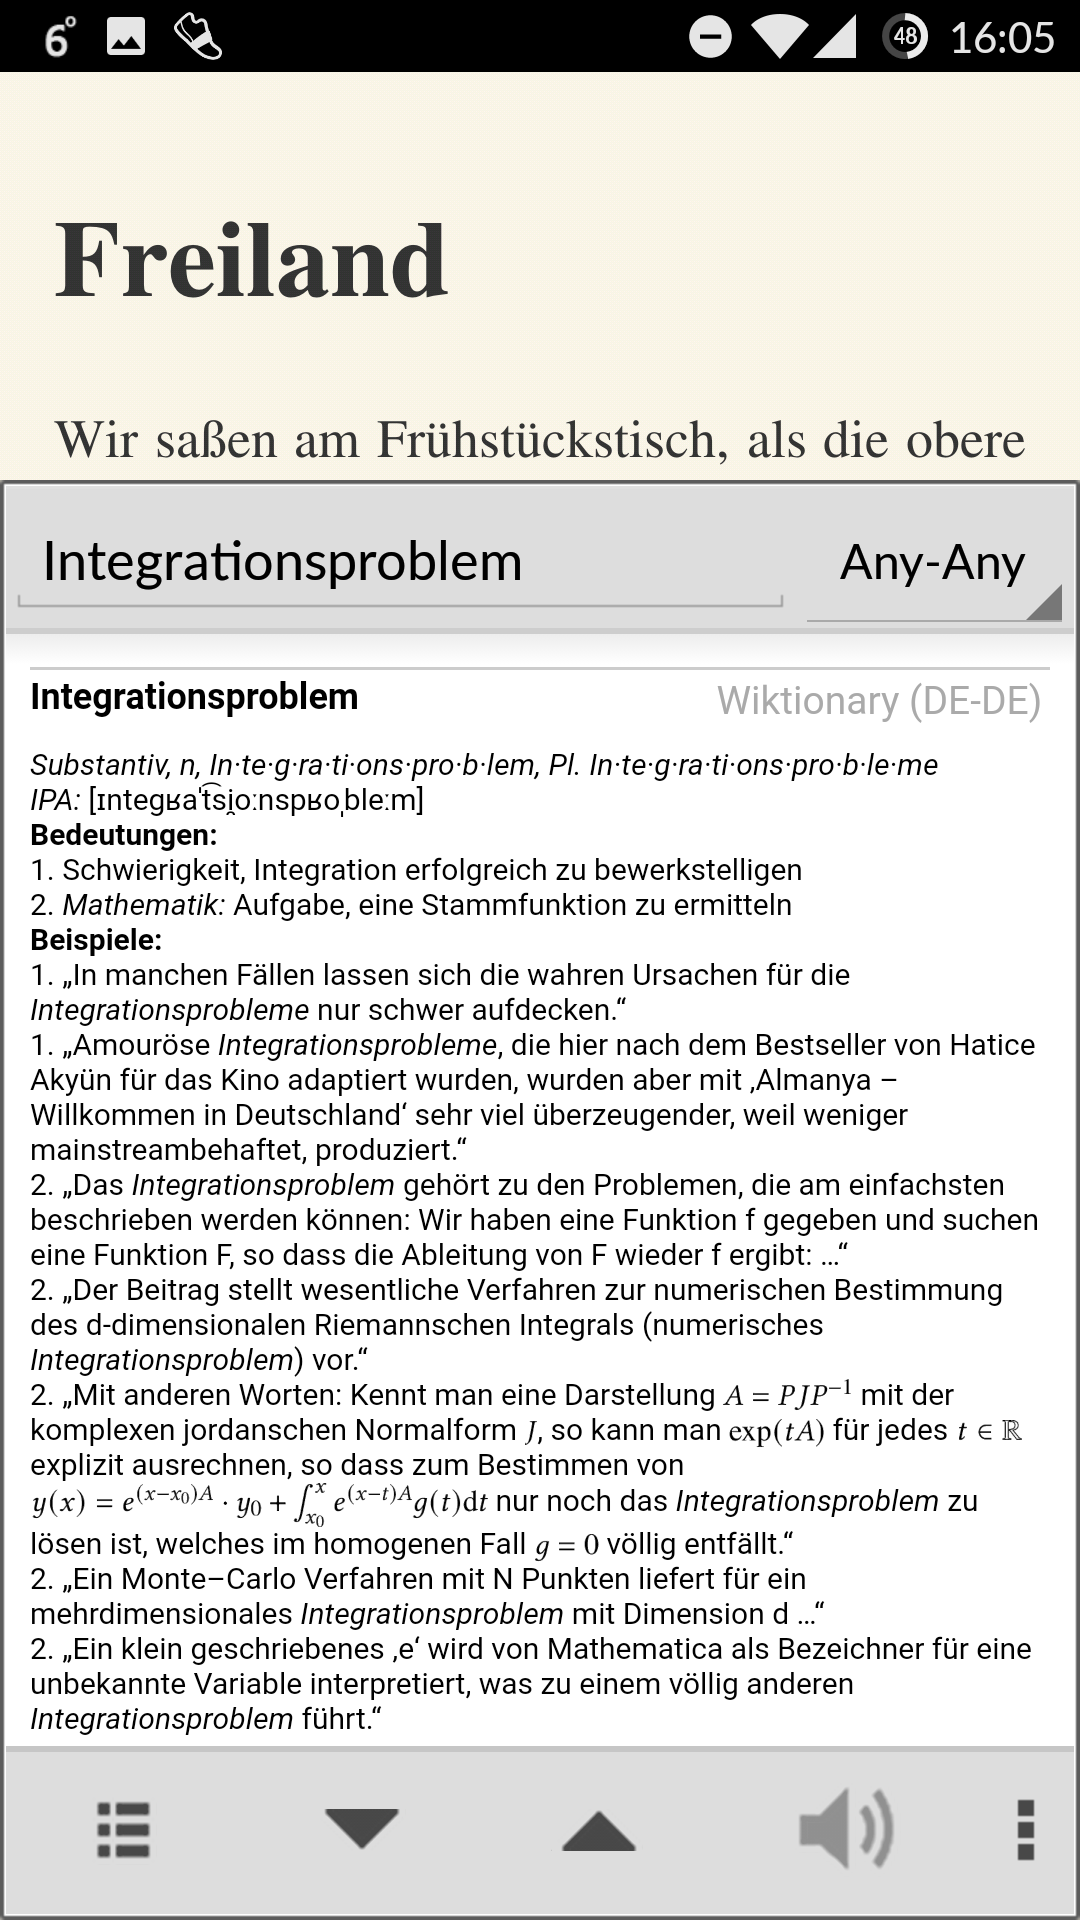 6° 48 16:05
Freiland
Wir saßen am Frühstückstisch, als die obere
Integrationsproblem Any-Any
Integrationsproblem Wiktionary (DE-DE)
Substantiv, n, In·te·g·ra·ti·ons·pro·b·lem, Pl. In·te·g·ra·ti·ons·pro·b·le·me
IPA: [ɪnteɡʁaˈt͡si̯oːnspʁoˌbleːm]
Bedeutungen:
1. Schwierigkeit, Integration erfolgreich zu bewerkstelligen
2. Mathematik: Aufgabe, eine Stammfunktion zu ermitteln
Beispiele:
1. „In manchen Fällen lassen sich die wahren Ursachen für die
Integrationsprobleme nur schwer aufdecken.“
1. „Amouröse Integrationsprobleme, die hier nach dem Bestseller von Hatice
Akyün für das Kino adaptiert wurden, wurden aber mit ‚Almanya –
Willkommen in Deutschland‘ sehr viel überzeugender, weil weniger
mainstreambehaftet, produziert.“
2. „Das Integrationsproblem gehört zu den Problemen, die am einfachsten
beschrieben werden können: Wir haben eine Funktion f gegeben und suchen
eine Funktion F, so dass die Ableitung von F wieder f ergibt: …“
2. „Der Beitrag stellt wesentliche Verfahren zur numerischen Bestimmung
des d-dimensionalen Riemannschen Integrals (numerisches
Integrationsproblem) vor.“
2. „Mit anderen Worten: Kennt man eine Darstellung A = PJP⁻¹ mit der
komplexen jordanschen Normalform J, so kann man exp(tA) für jedes t ∈ ℝ
explizit ausrechnen, so dass zum Bestimmen von
y(x) = e^{(x−x₀)A} · y₀ + ∫_{x₀}^{x} e^{(x−t)A}g(t)dt nur noch das Integrationsproblem zu
lösen ist, welches im homogenen Fall g = 0 völlig entfällt.“
2. „Ein Monte–Carlo Verfahren mit N Punkten liefert für ein
mehrdimensionales Integrationsproblem mit Dimension d …“
2. „Ein klein geschriebenes ‚e‘ wird von Mathematica als Bezeichner für eine
unbekannte Variable interpretiert, was zu einem völlig anderen
Integrationsproblem führt.“